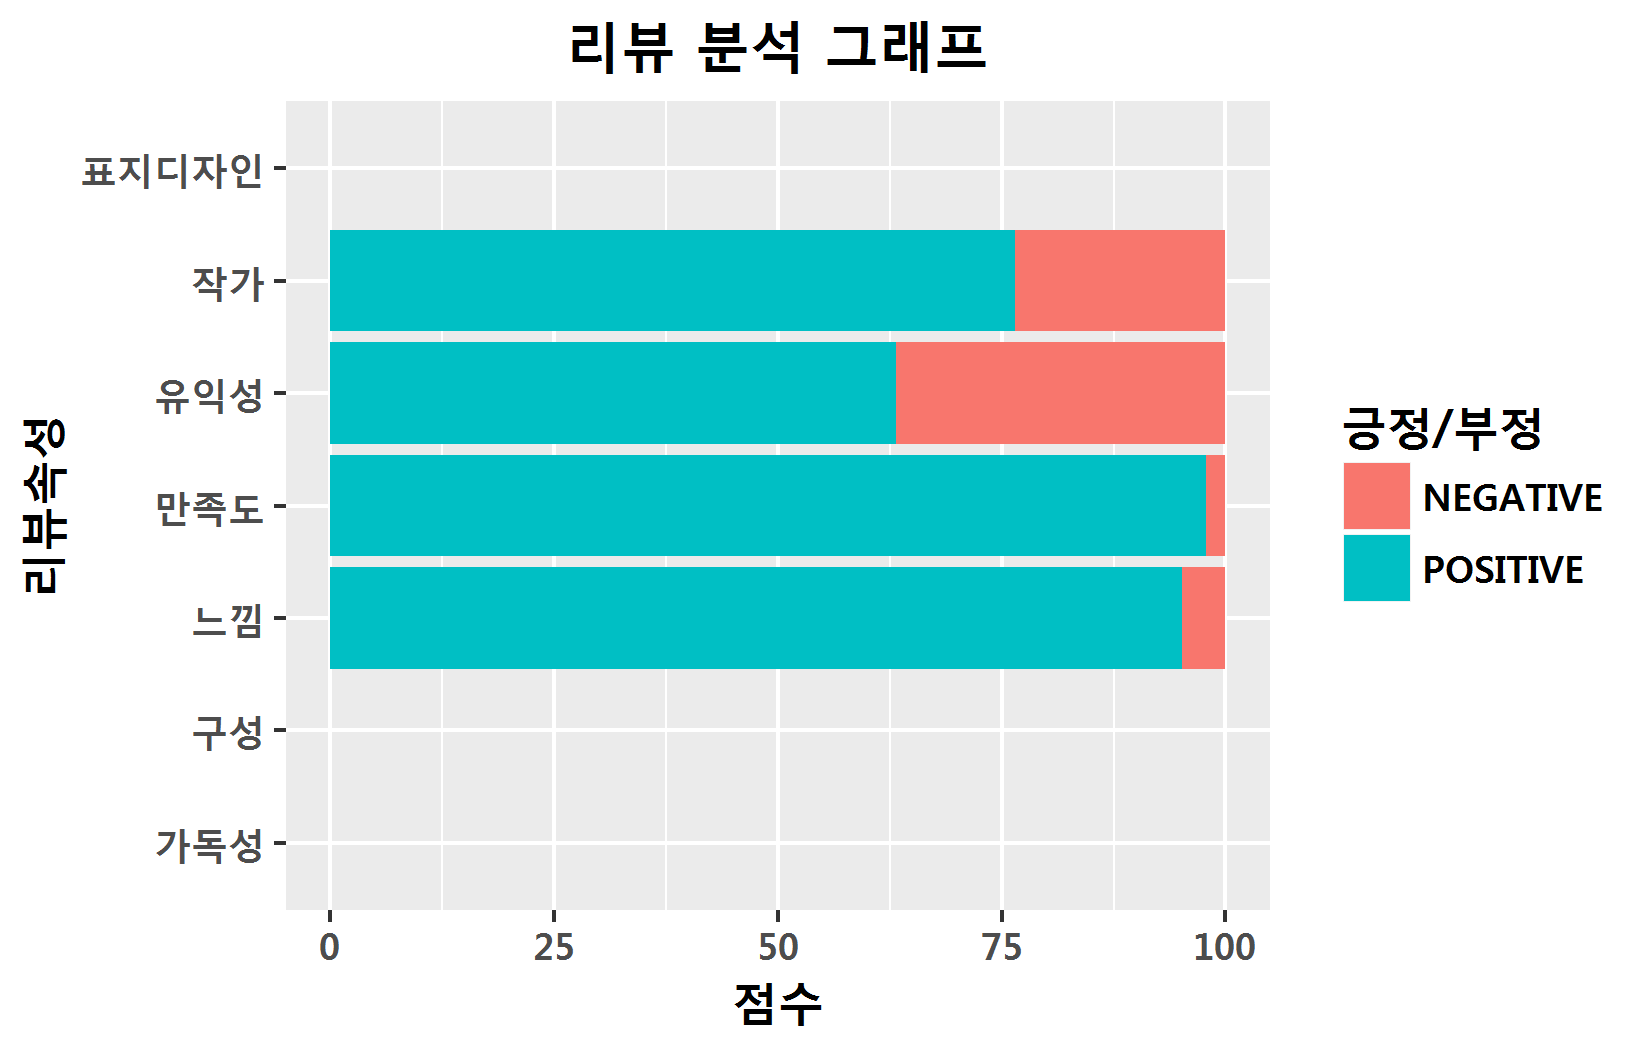 리뷰 분석 그래프
표지디자인
작가
유익성
만족도
느낌
구성
가독성
리뷰속성
0 25 50 75 100
점수
긍정/부정
NEGATIVE
POSITIVE